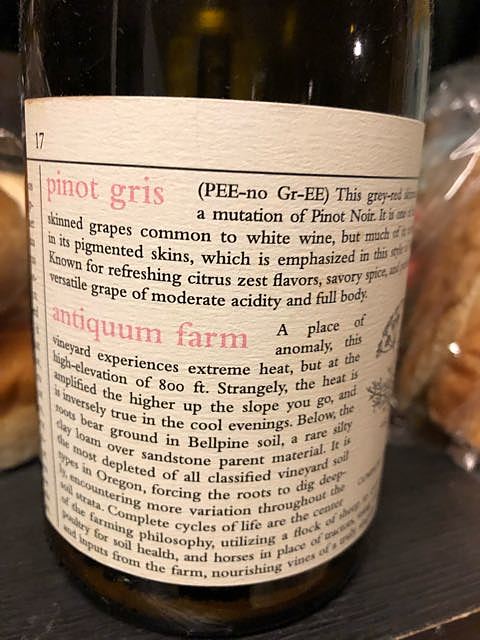 17
pinot gris
(PEE-no Gr-EE) This grey-red
a mutation of Pinot Noir. It is
skinned grapes common to white wine, but much of
in its pigmented skins, which is emphasized in this style
Known for refreshing citrus zest flavors, savory spice,
versatile grape of moderate acidity and full body.
antiquum farm
A place of
anomaly, this
vineyard experiences extreme heat, but at the
high-elevation of 800 ft. Strangely, the heat is
amplified the higher up the slope you go, and
is inversely true in the cool evenings. Below, the
roots bear ground in Bellpine soil, a rare silty
clay loam over sandstone parent material. It is
the most depleted of all classified vineyard soil
types in Oregon, forcing the roots to dig deep-
ly, encountering more variation throughout the
soil strata. Complete cycles of life are the center
of the farming philosophy, utilizing a flock of sheep
poultry for soil health, and horses in place of tractors
and inputs from the farm, nourishing vines of a truly